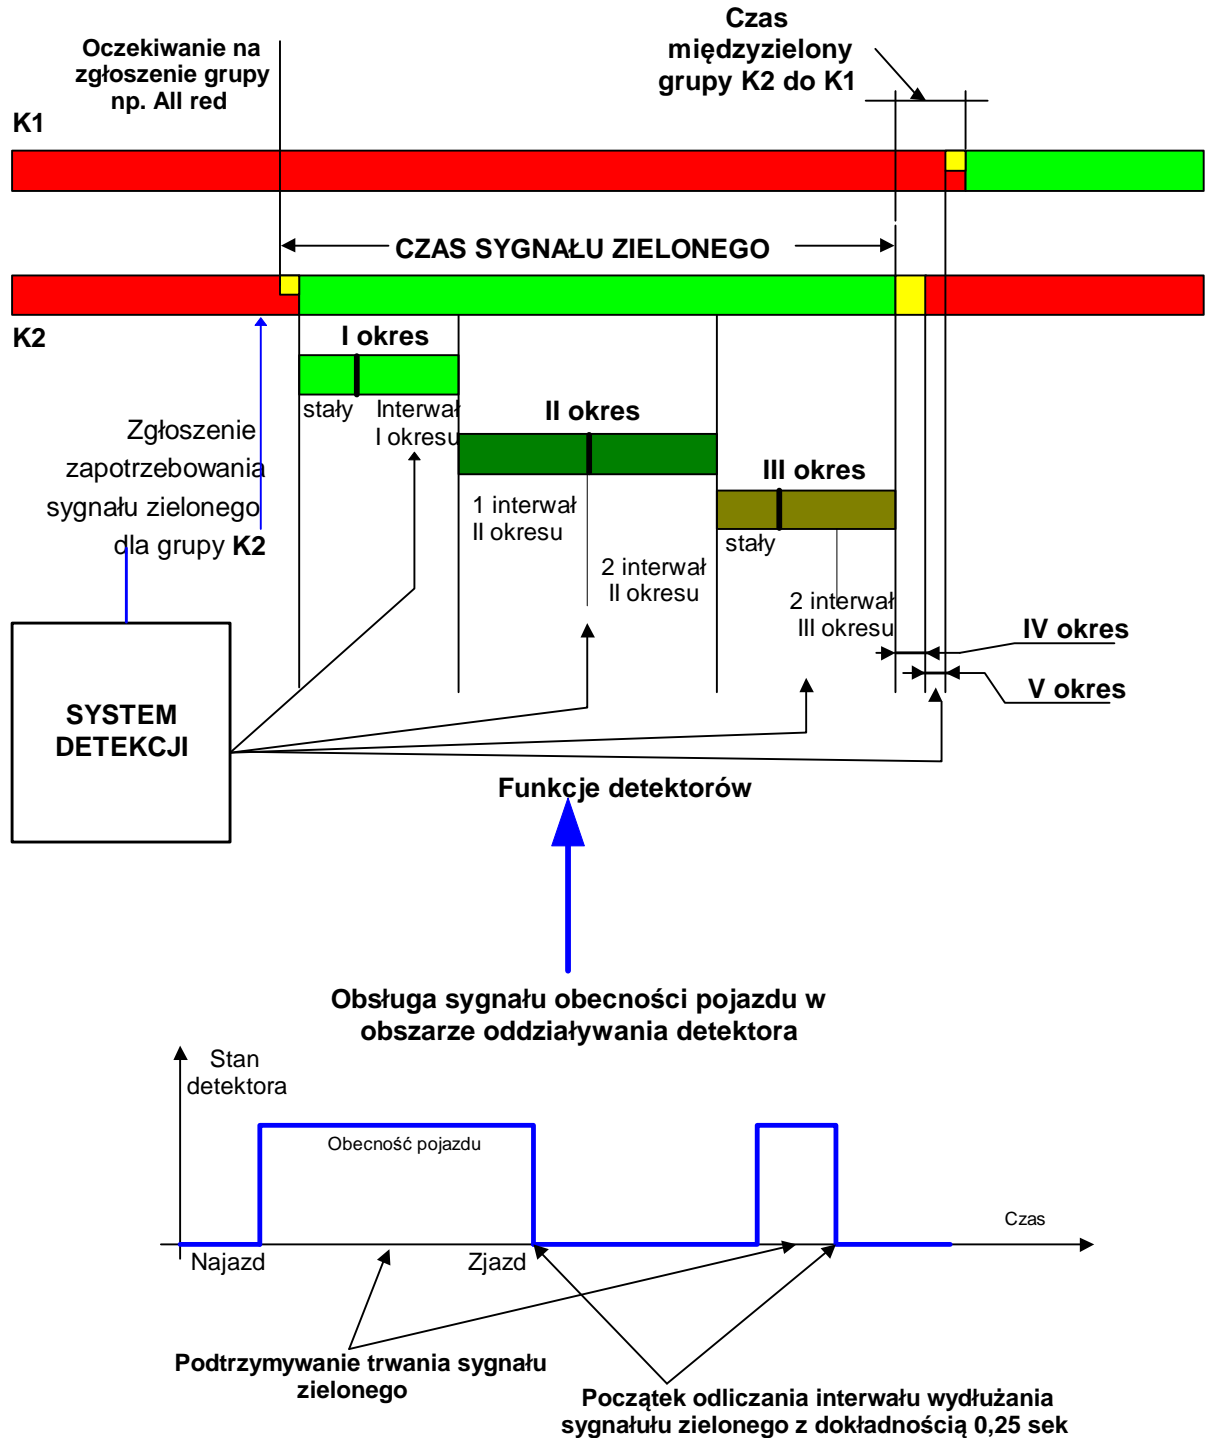 Oczekiwanie na
zgłoszenie grupy
np. All red
Czas
międzyzielony
grupy K2 do K1
K1
CZAS SYGNAŁU ZIELONEGO
K2
I okres
stały
Interwał
I okresu
II okres
1 interwał
II okresu
2 interwał
II okresu
III okres
stały
2 interwał
III okresu
IV okres
V okres
Zgłoszenie
zapotrzebowania
sygnału zielonego
dla grupy K2
SYSTEM
DETEKCJI
Funkcje detektorów
Obsługa sygnału obecności pojazdu w
obszarze oddziaływania detektora
Stan
detektora
Obecność pojazdu
Czas
Najazd
Zjazd
Podtrzymywanie trwania sygnału
zielonego
Początek odliczania interwału wydłużania
sygnałułu zielonego z dokładnością 0,25 sek